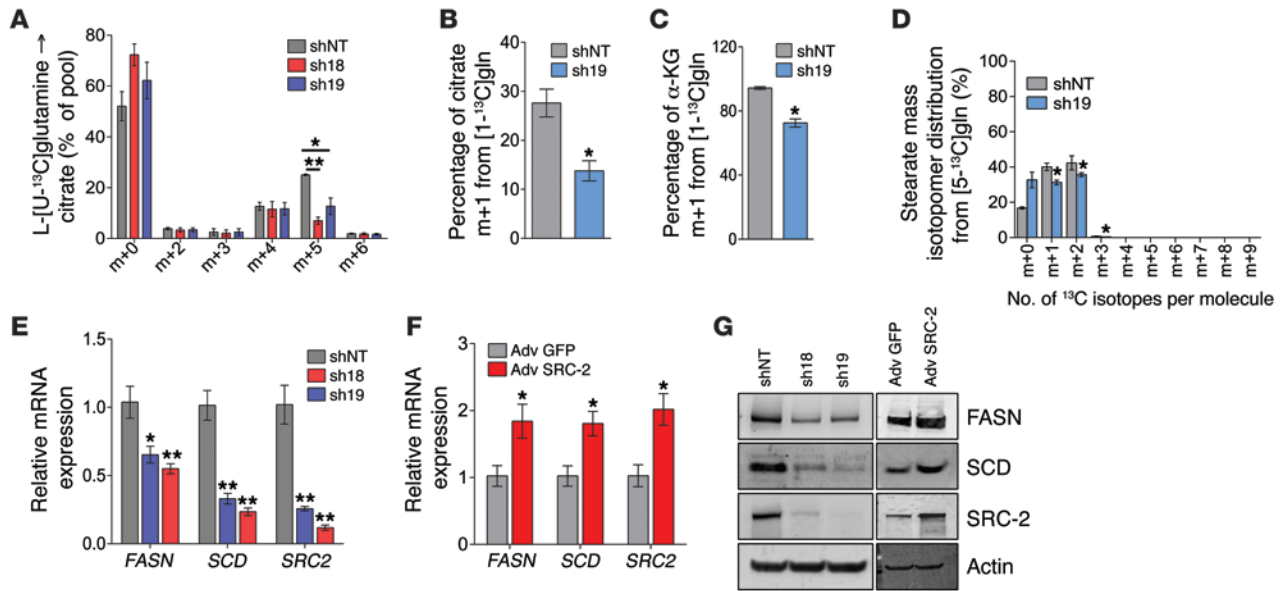 A
L-[U-¹³C]glutamine →
citrate (% of pool)
80
60
40
20
0
shNT
sh18
sh19
*
**
m+0
m+2
m+3
m+4
m+5
m+6
B
Percentage of citrate
m+1 from [1-¹³C]gln
40
30
20
10
0
shNT
sh19
*
C
Percentage of α-KG
m+1 from [1-¹³C]gln
120
80
40
0
shNT
sh19
*
D
Stearate mass
isotopomer distribution
from [5-¹³C]gln (%)
100
80
60
40
20
0
shNT
sh19
*
*
*
m+0
m+1
m+2
m+3
m+4
m+5
m+6
m+7
m+8
m+9
No. of ¹³C isotopes per molecule
E
Relative mRNA
expression
1.5
1.0
0.5
0.0
shNT
sh18
sh19
*
**
**
**
**
**
FASN
SCD
SRC2
F
Relative mRNA
expression
3
2
1
0
Adv GFP
Adv SRC-2
*
*
*
FASN
SCD
SRC2
G
shNT
sh18
sh19
Adv GFP
Adv SRC-2
FASN
SCD
SRC-2
Actin